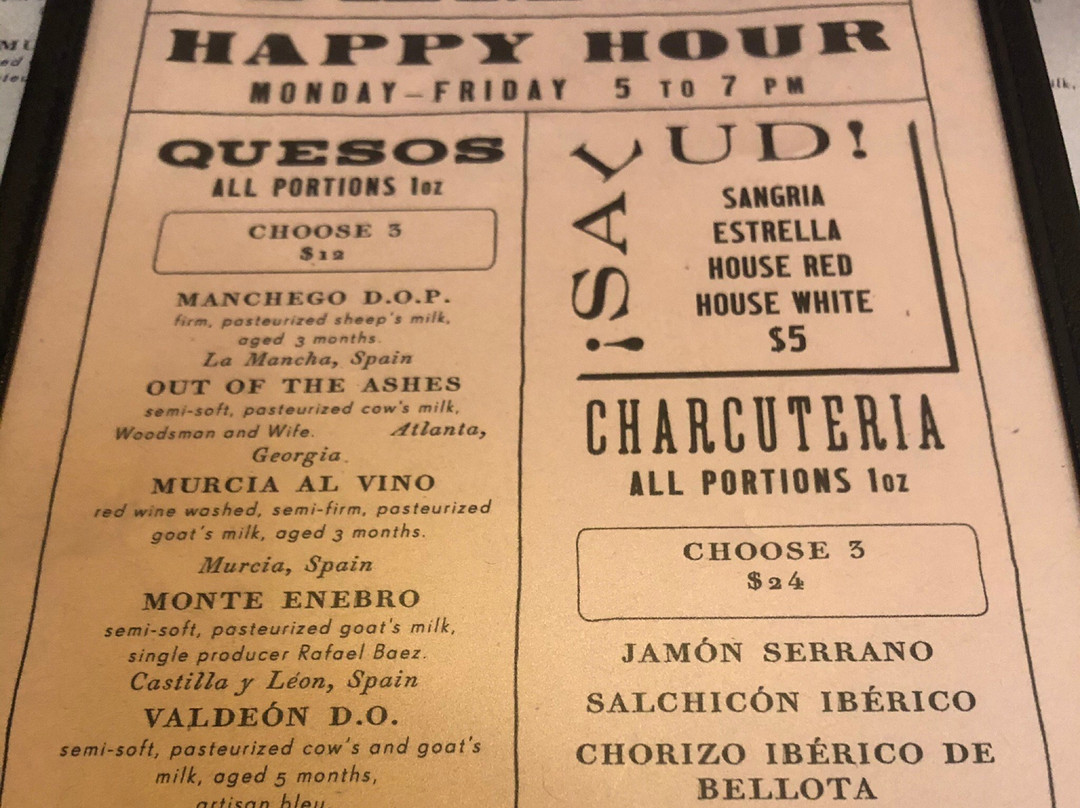 HAPPY HOUR
MONDAY–FRIDAY 5 TO 7 PM
QUESOS
ALL PORTIONS 1oz
CHOOSE 3
$12
MANCHEGO D.O.P.
firm, pasteurized sheep's milk,
aged 3 months.
La Mancha, Spain
OUT OF THE ASHES
semi-soft, pasteurized cow's milk,
Woodsman and Wife. Atlanta,
Georgia.
MURCIA AL VINO
red wine washed, semi-firm, pasteurized
goat's milk, aged 3 months.
Murcia, Spain
MONTE ENEBRO
semi-soft, pasteurized goat's milk,
single producer Rafael Baez.
Castilla y Léon, Spain
VALDEÓN D.O.
semi-soft, pasteurized cow's and goat's
milk, aged 5 months,
artisan bleu.
¡SALUD!
SANGRIA
ESTRELLA
HOUSE RED
HOUSE WHITE
$5
CHARCUTERIA
ALL PORTIONS 1oz
CHOOSE 3
$24
JAMÓN SERRANO
SALCHICÓN IBÉRICO
CHORIZO IBÉRICO DE
BELLOTA